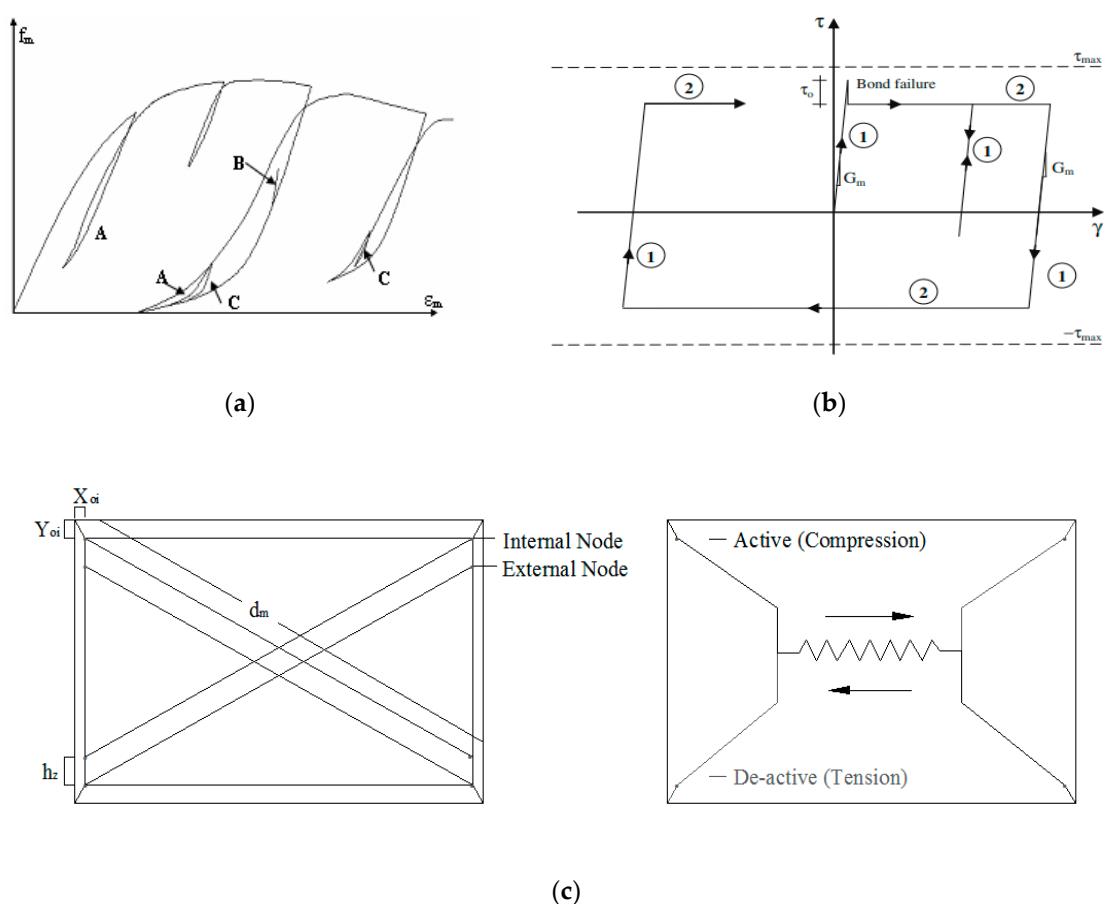 fm
A
B
A
C
C
εm
(a)
τ
τmax
τo
Bond failure
2
2
1
1
Gm
Gm
γ
1
1
2
−τmax
(b)
Xoi
Yoi
Internal Node
External Node
dm
hz
Active (Compression)
De-active (Tension)
(c)